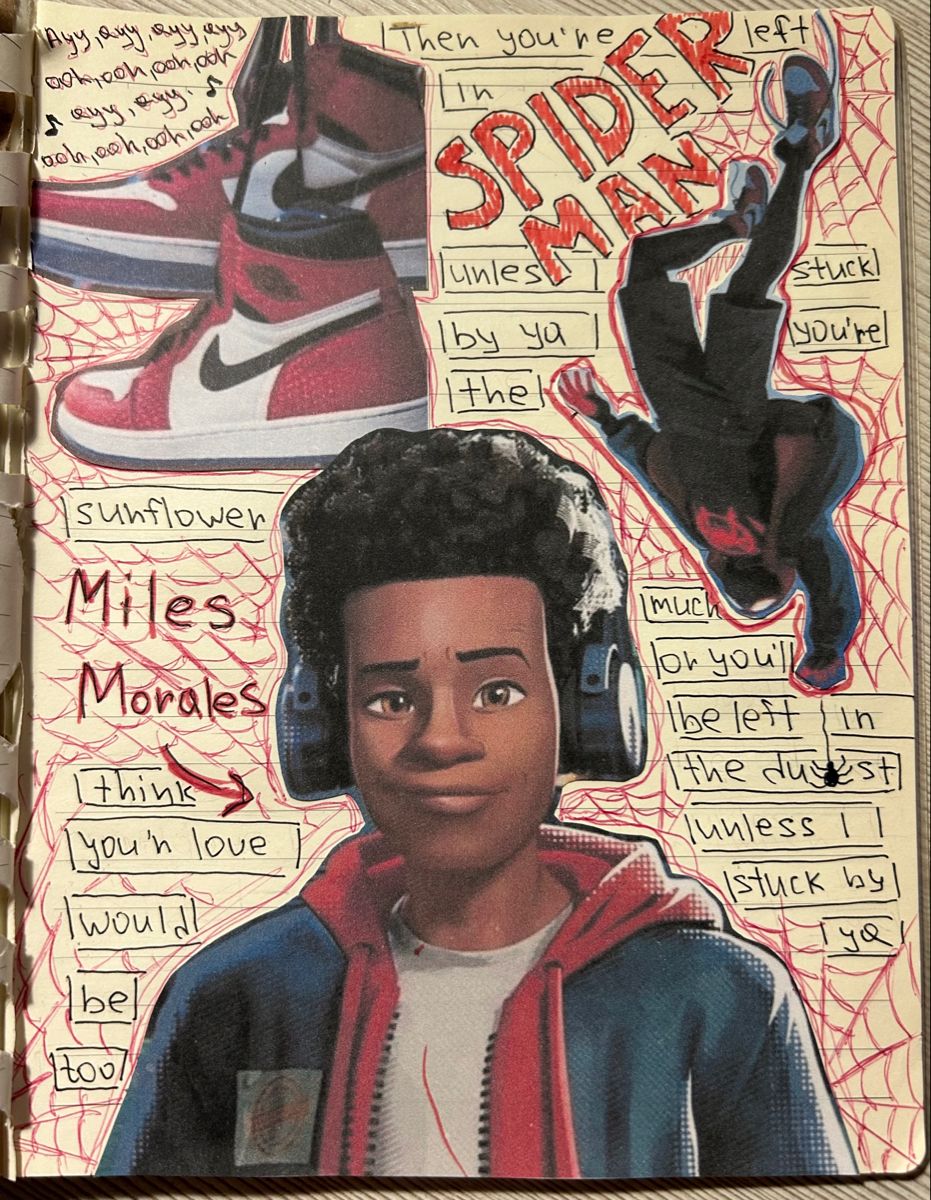 Ayy, ayy, ayy, ayy
ooh, ooh, ooh, ooh
ayy, ayy.
ooh, ooh, ooh, ooh
Then you're left
in
SPIDER
MAN
unles I stuck
by ya you're
the
sunflower
Miles
Morales
I think
you'r love
would
be
too
much
or you'll
be left in
the dust
unless I
stuck by
ya